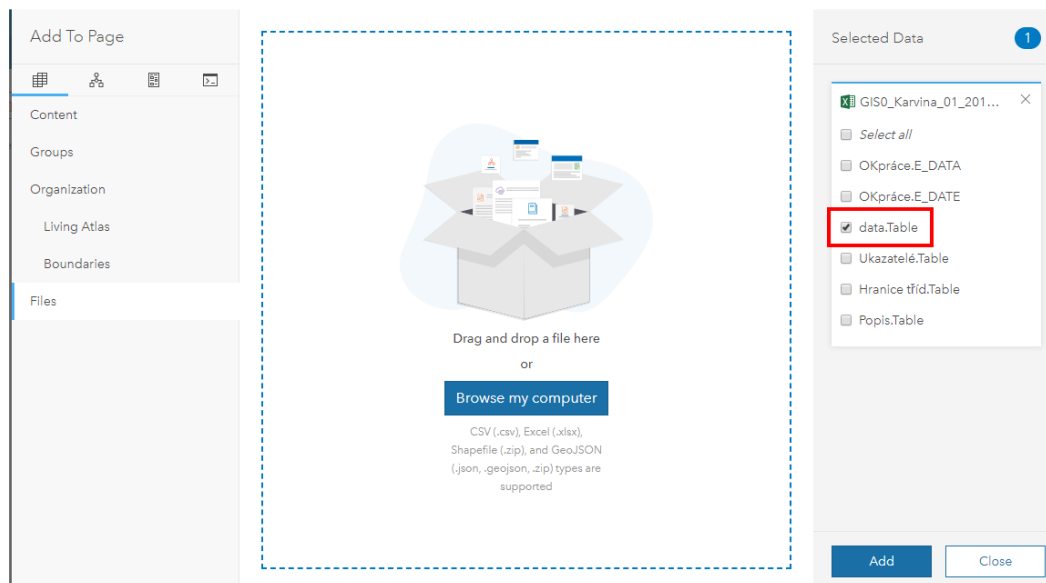 Add To Page
Content
Groups
Organization
Living Atlas
Boundaries
Files
Drag and drop a file here
or
Browse my computer
CSV (.csv), Excel (.xlsx),
Shapefile (.zip), and GeoJSON
(.json, .geojson, .zip) types are
supported
Selected Data
1
GIS0_Karvina_01_201...
Select all
OKpráce.E_DATA
OKpráce.E_DATE
data.Table
Ukazatelé.Table
Hranice tříd.Table
Popis.Table
Add
Close